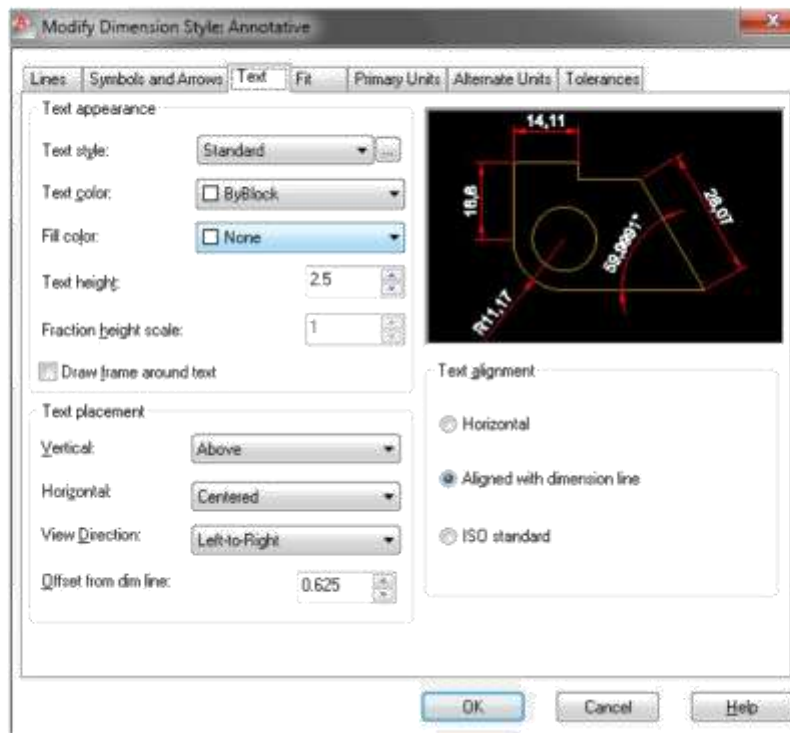 Modify Dimension Style: Annotative
Lines Symbols and Arrows Text Fit Primary Units Alternate Units Tolerances
Text appearance
Text style: Standard ...
Text color: ByBlock
Fill color: None
Text height: 2.5
Fraction height scale: 1
Draw frame around text
Text placement
Vertical: Above
Horizontal: Centered
View Direction: Left-to-Right
Offset from dim line: 0.625
14,11
16,6
28,07
59,9991°
R11,17
Text alignment
Horizontal
Aligned with dimension line
ISO standard
OK Cancel Help